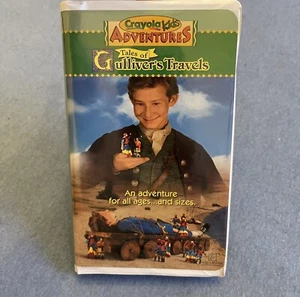 Crayola Kids
ADVENTURES
Tales of
Gulliver's Travels
An adventure
for all ages...and sizes.